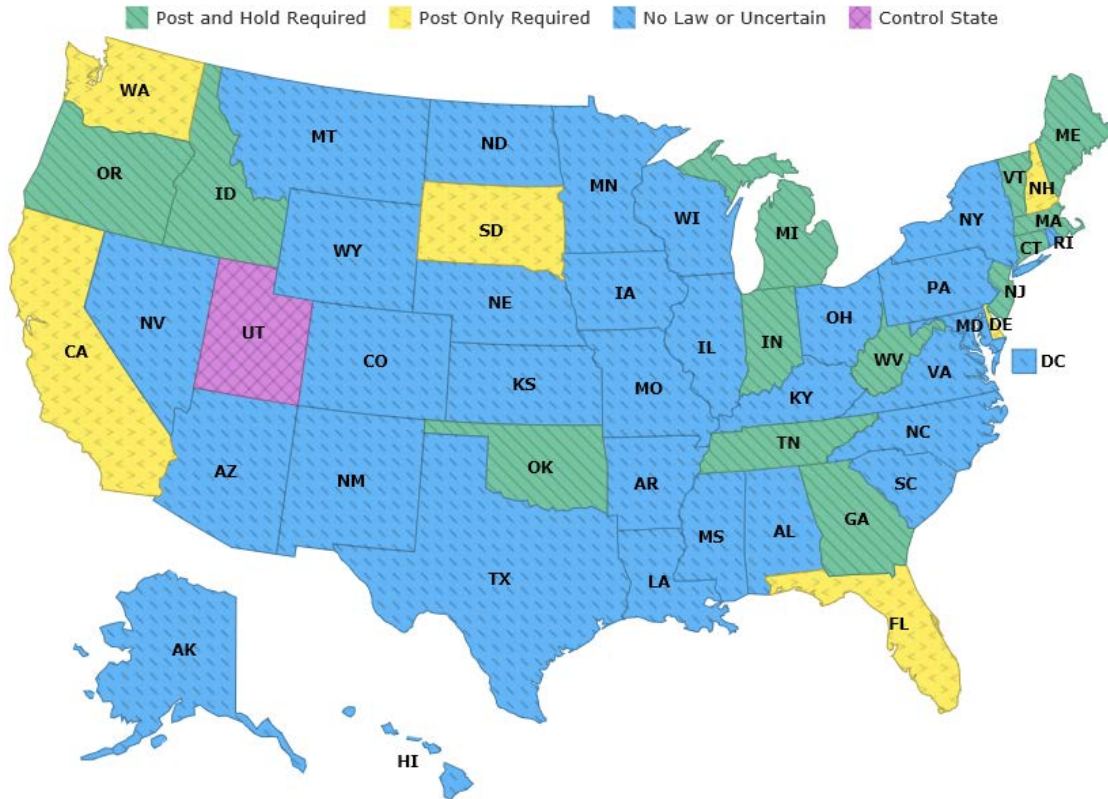 Post and Hold Required
Post Only Required
No Law or Uncertain
Control State
WA
MT
ND
MN
OR
ID
SD
WI
MI
ME
VT
NH
NY
MA
CT
RI
WY
NE
IA
PA
NJ
NV
UT
CO
KS
MO
IL
IN
OH
WV
MD
DE
DC
VA
KY
CA
AZ
NM
OK
AR
TN
NC
SC
TX
LA
MS
AL
GA
FL
AK
HI